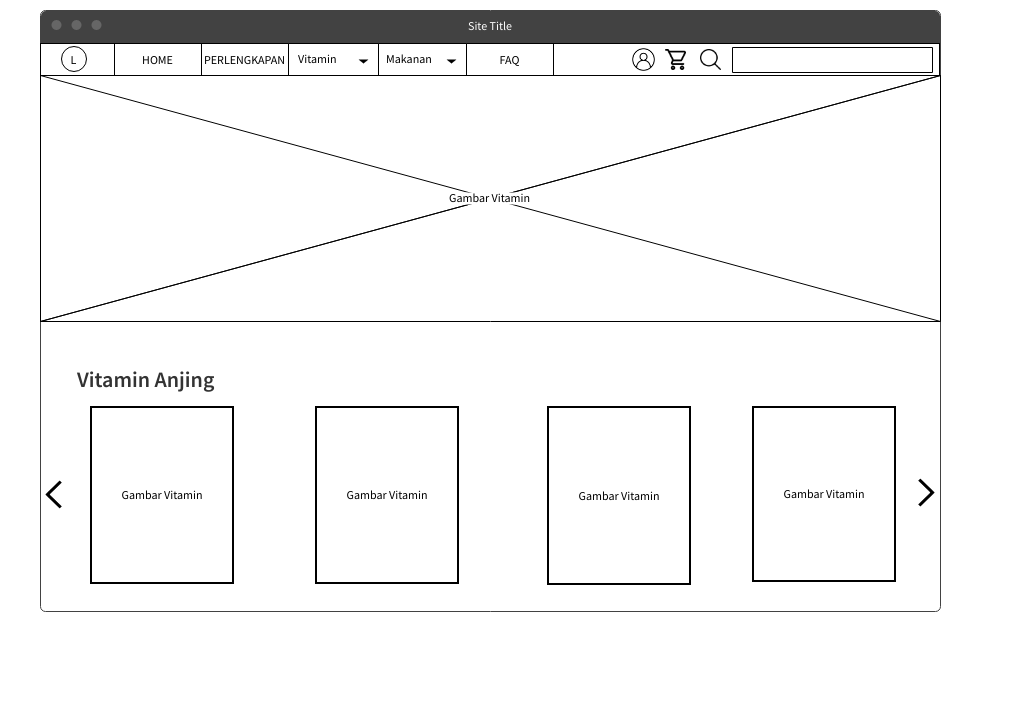 Site Title
L
HOME
PERLENGKAPAN
Vitamin
Makanan
FAQ
Gambar Vitamin
Vitamin Anjing
Gambar Vitamin
Gambar Vitamin
Gambar Vitamin
Gambar Vitamin